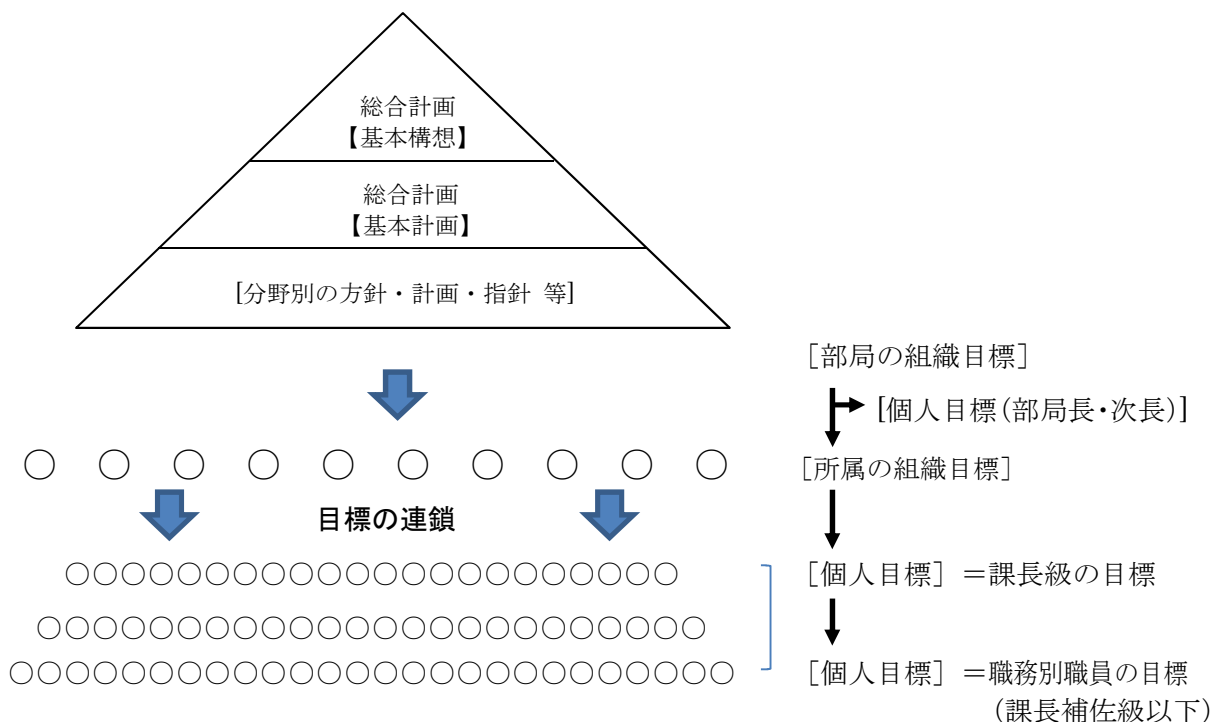 総合計画
【基本構想】
総合計画
【基本計画】
[分野別の方針・計画・指針 等]
［部局の組織目標］
[個人目標(部局長・次長)]
○ ○ ○ ○ ○ ○ ○ ○ ○ ○
［所属の組織目標］
目標の連鎖
○○○○○○○○○○○○○○○○○○○○○○
［個人目標］＝課長級の目標
○○○○○○○○○○○○○○○○○○○○○○○○
○○○○○○○○○○○○○○○○○○○○○○○○○○
［個人目標］＝職務別職員の目標
（課長補佐級以下）